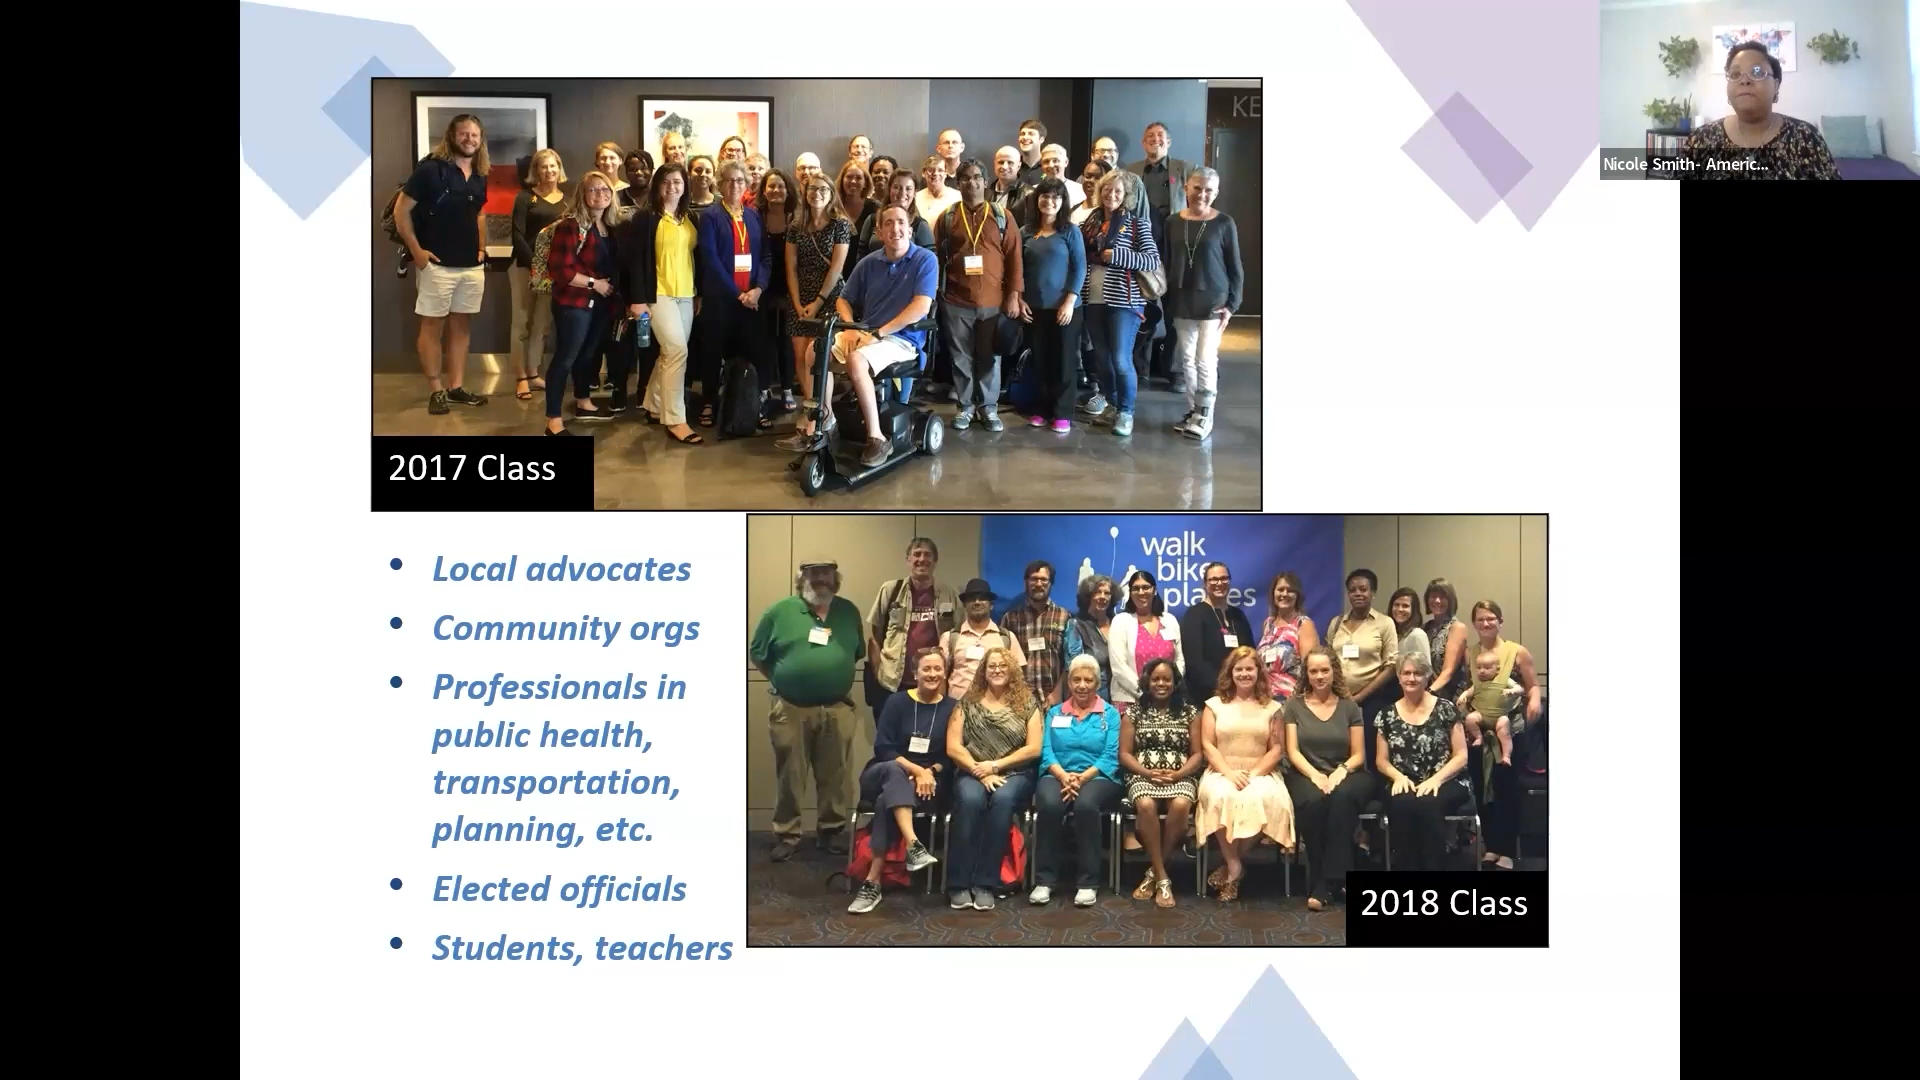 KE
Nicole Smith- Americ...
2017 Class
walk
bike
places
• Local advocates
• Community orgs
• Professionals in
public health,
transportation,
planning, etc.
• Elected officials
• Students, teachers
2018 Class